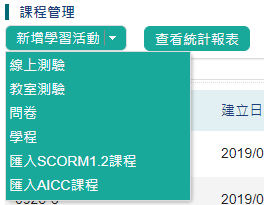 課程管理
新增學習活動
查看統計報表
線上測驗
教室測驗
問卷
建立日
學程
2019/0
匯入SCORM1.2課程
匯入AICC課程
2019/0